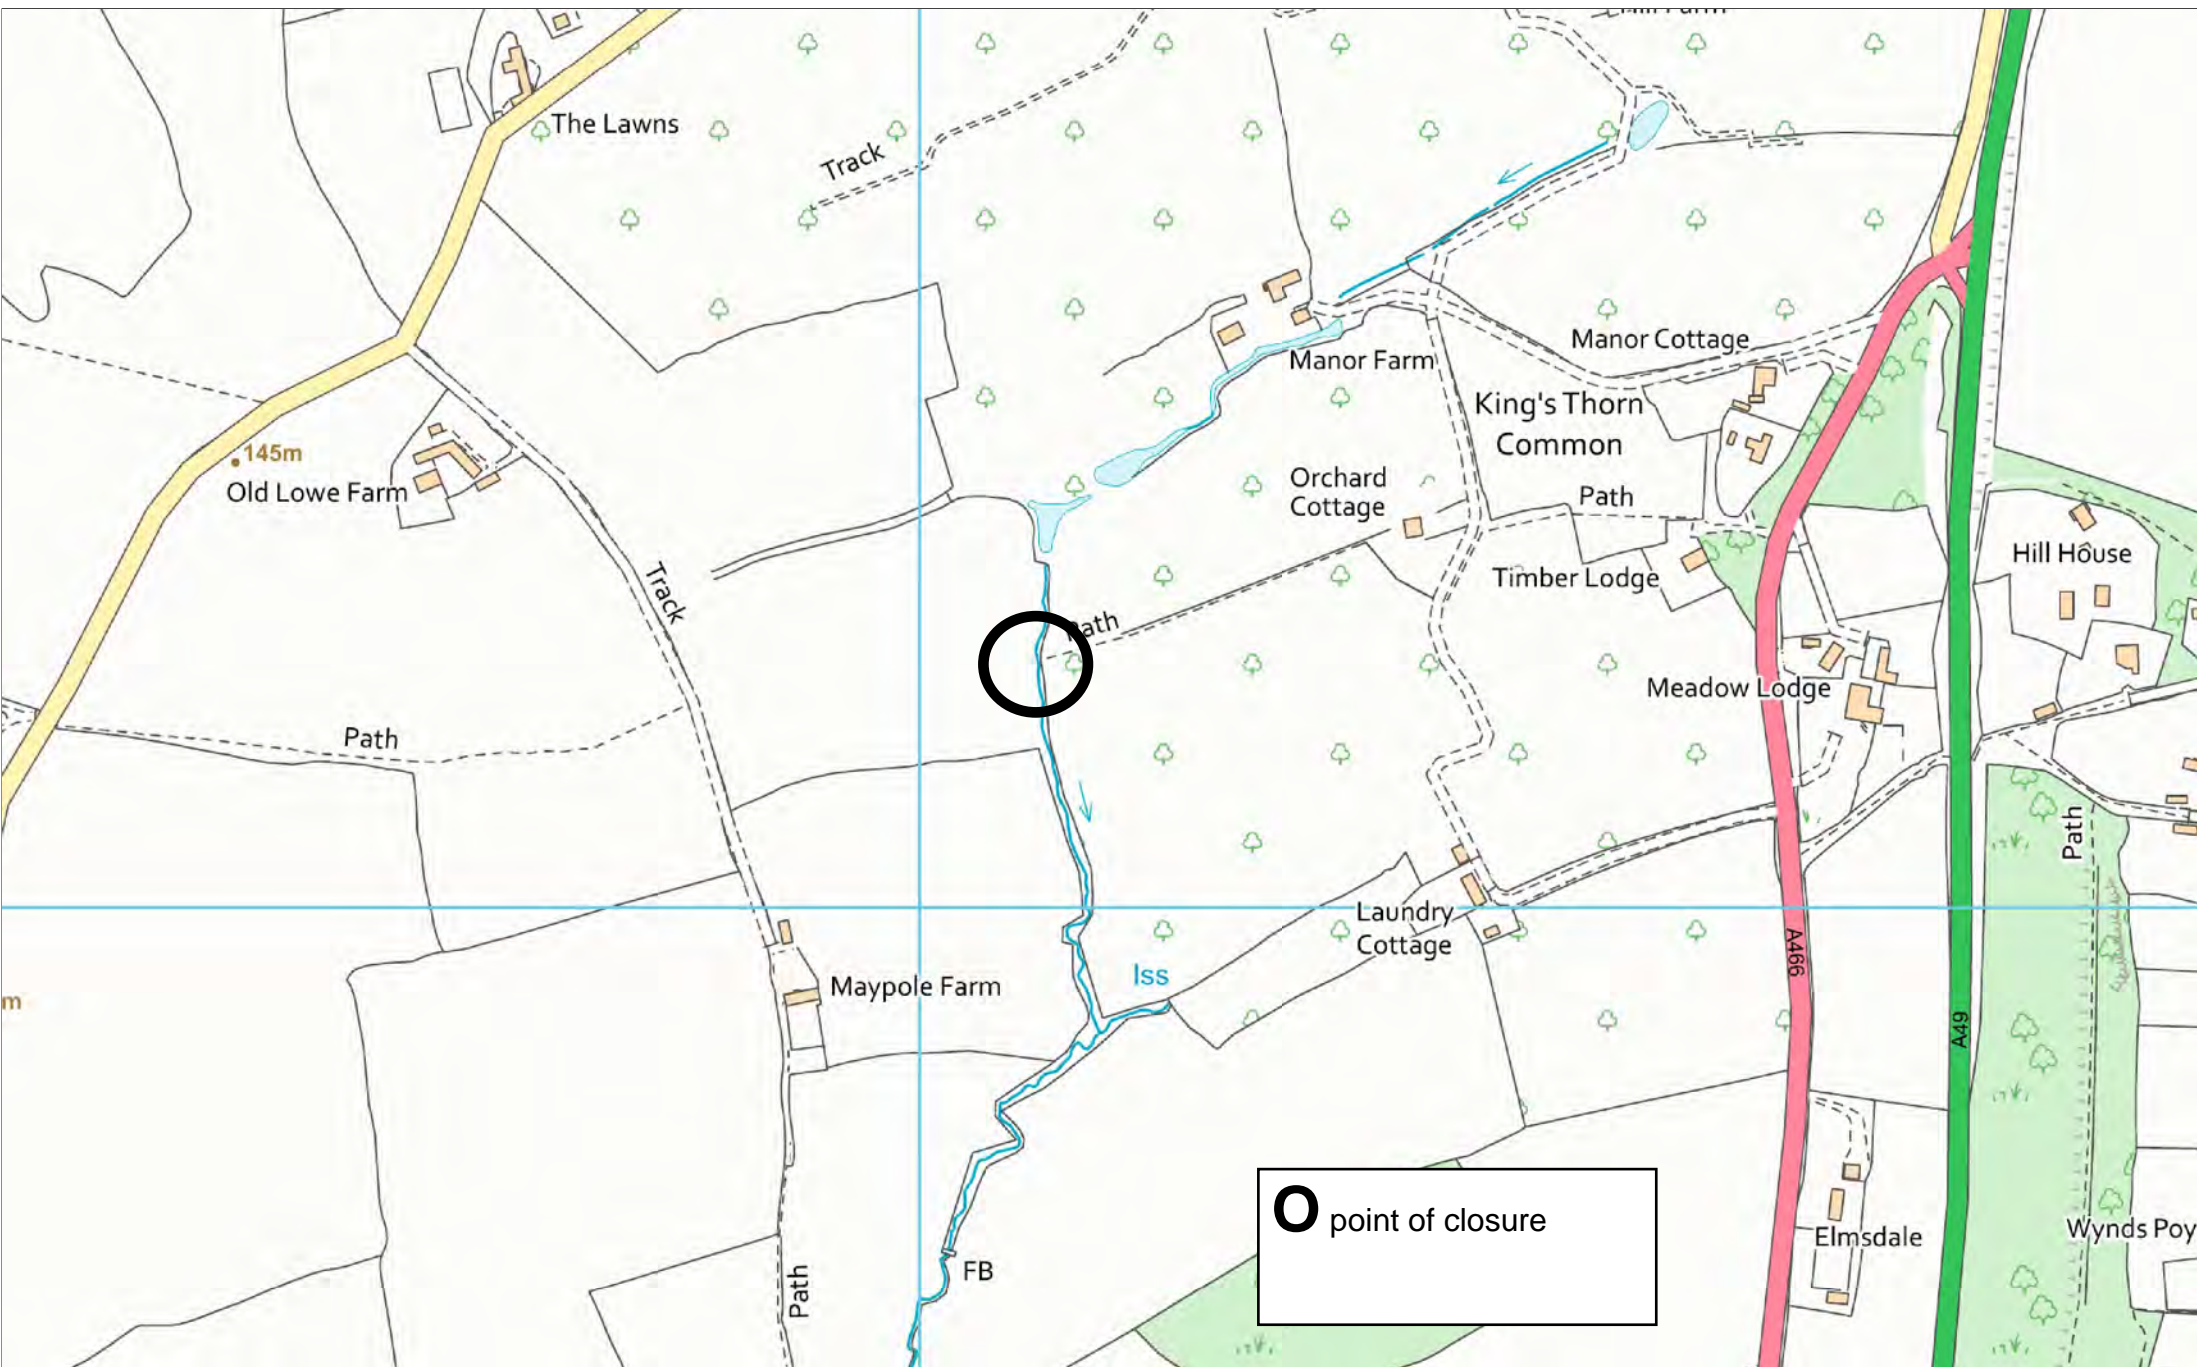 The Lawns
Track
Manor Farm
Manor Cottage
King's Thorn
Common
145m
Old Lowe Farm
Orchard
Cottage
Path
Timber Lodge
Hill House
Track
Path
Meadow Lodge
Path
Path
Laundry
Cottage
A466
Iss
Maypole Farm
m
A49
O point of closure
Elmsdale
Wynds Poy
FB
Path